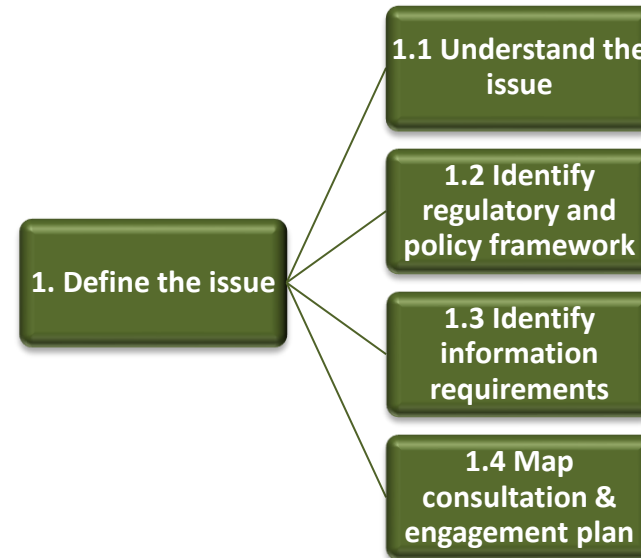 1.1 Understand the
issue
1.2 Identify
regulatory and
policy framework
1. Define the issue
1.3 Identify
information
requirements
1.4 Map
consultation &
engagement plan